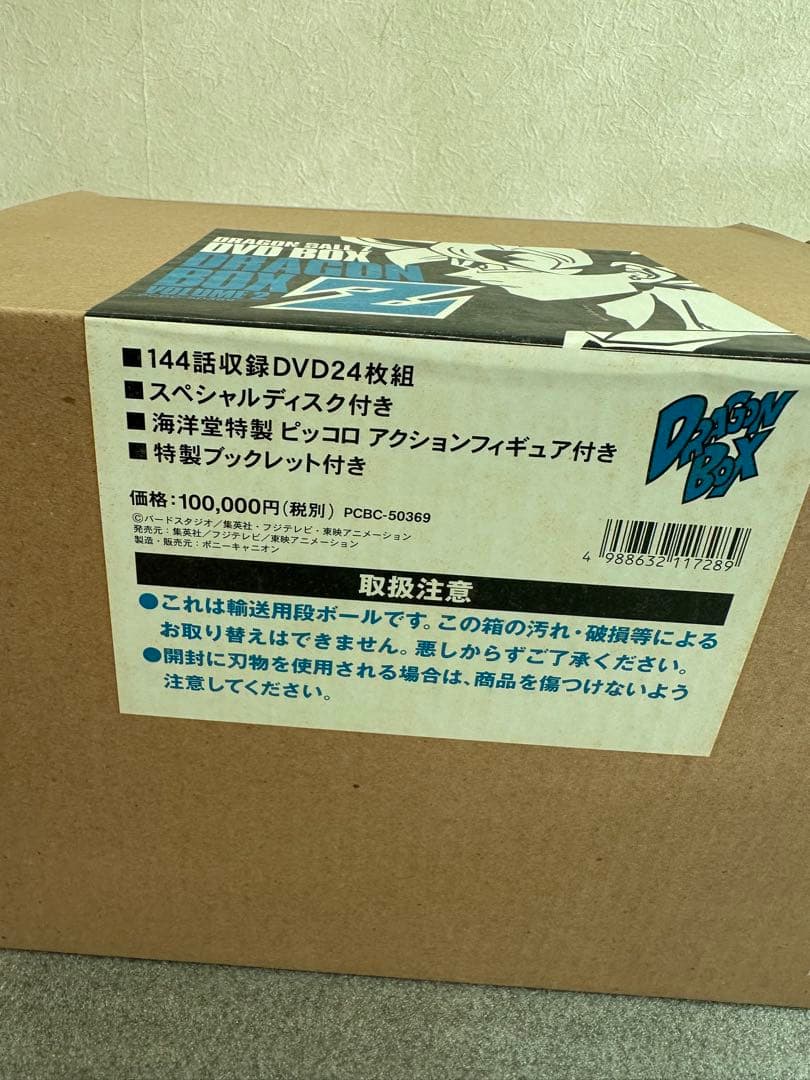 DRAGON BALL Z
DVD BOX
DRAGON
BOX
VOLUME 2
Z
■144話収録DVD24枚組
■スペシャルディスク付き
■海洋堂特製 ピッコロ アクションフィギュア付き
■特製ブックレット付き
DRAGON
BOX
価格:100,000円(税別) PCBC-50369
©バードスタジオ/集英社・フジテレビ・東映アニメーション
発売元:集英社/フジテレビ/東映アニメーション
製造・販売元:ポニーキャニオン
4 988632 117289
取扱注意
●これは輸送用段ボールです。この箱の汚れ・破損等による
お取り替えはできません。悪しからずご了承ください。
●開封に刃物を使用される場合は、商品を傷つけないよう
注意してください。